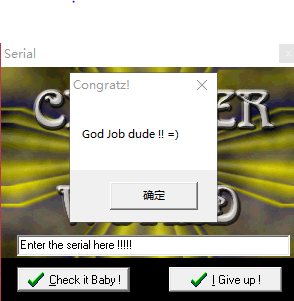 Serial
Congratz!
God Job dude !! =)
确定
Enter the serial here !!!!!
Check it Baby !
I Give up !